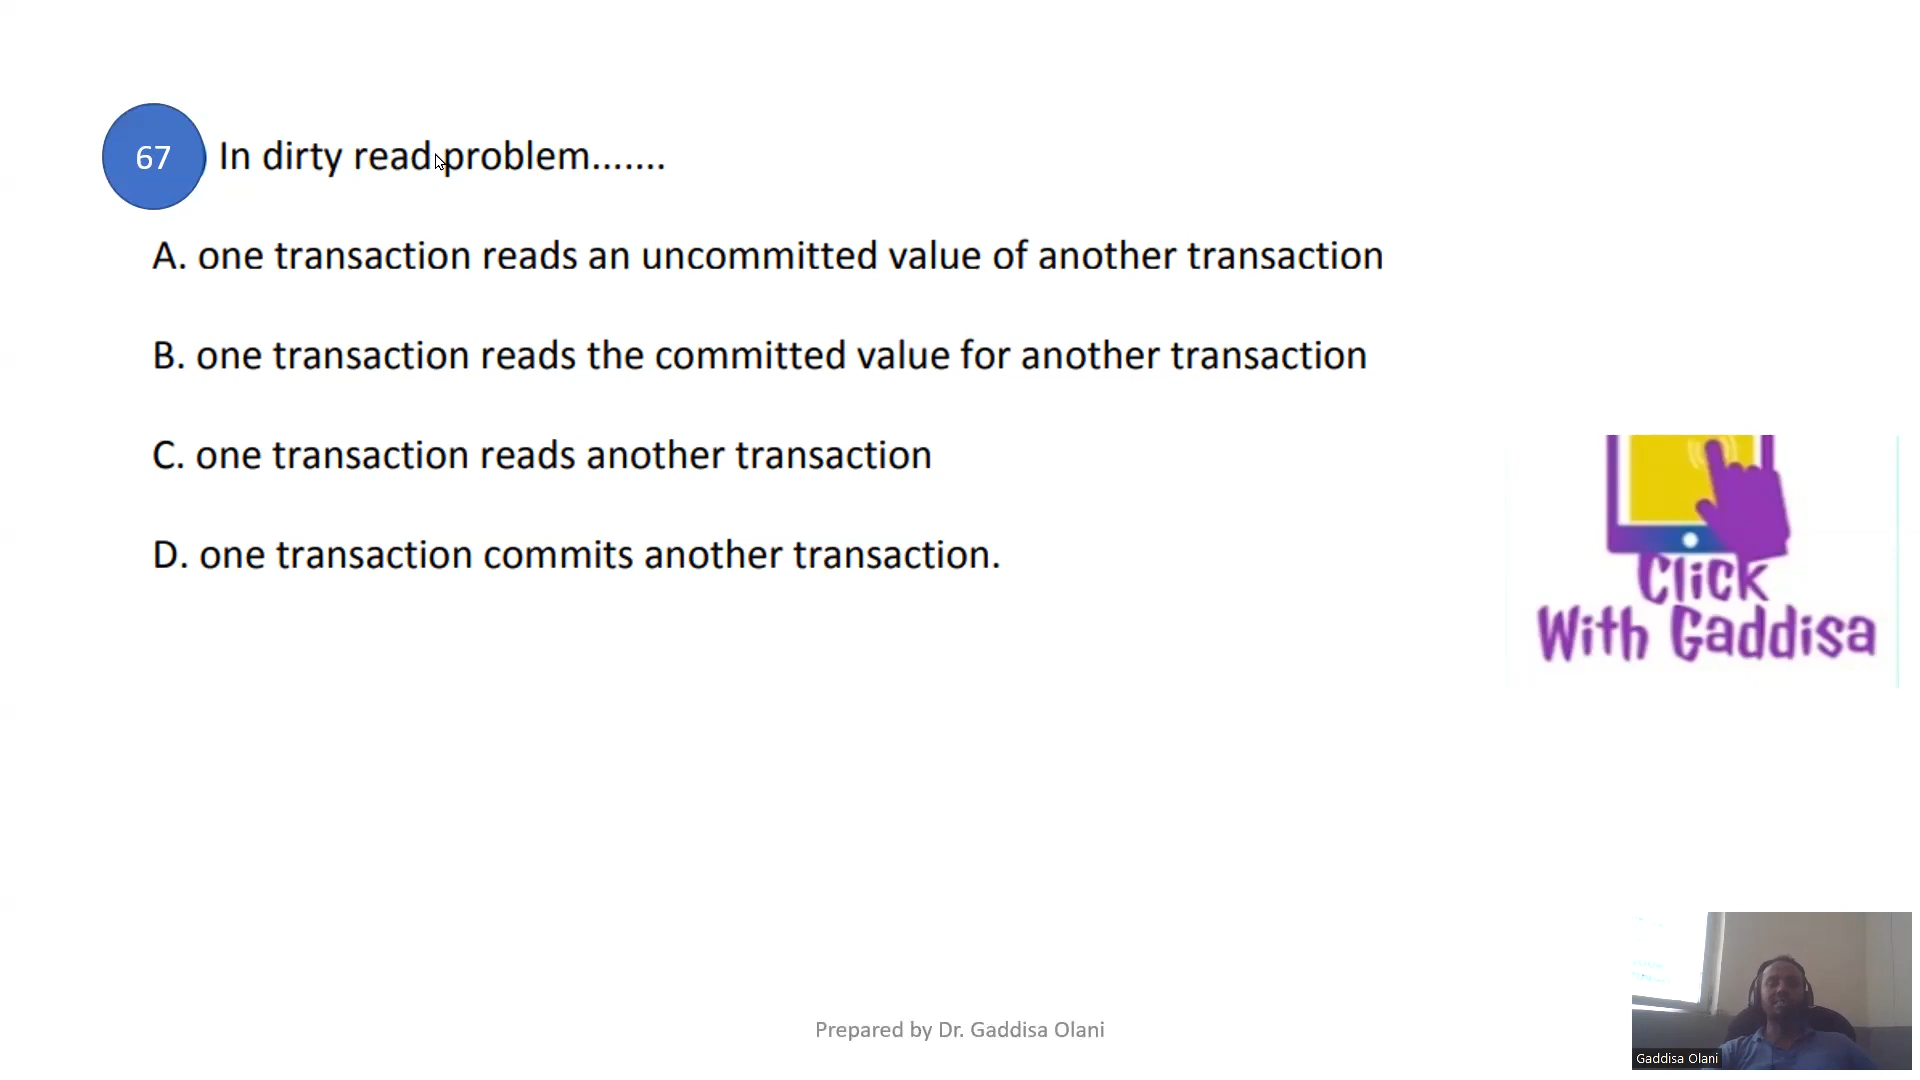 67 In dirty read problem.......
A. one transaction reads an uncommitted value of another transaction
B. one transaction reads the committed value for another transaction
C. one transaction reads another transaction
D. one transaction commits another transaction.
Click
With Gaddisa
Prepared by Dr. Gaddisa Olani
Gaddisa Olani